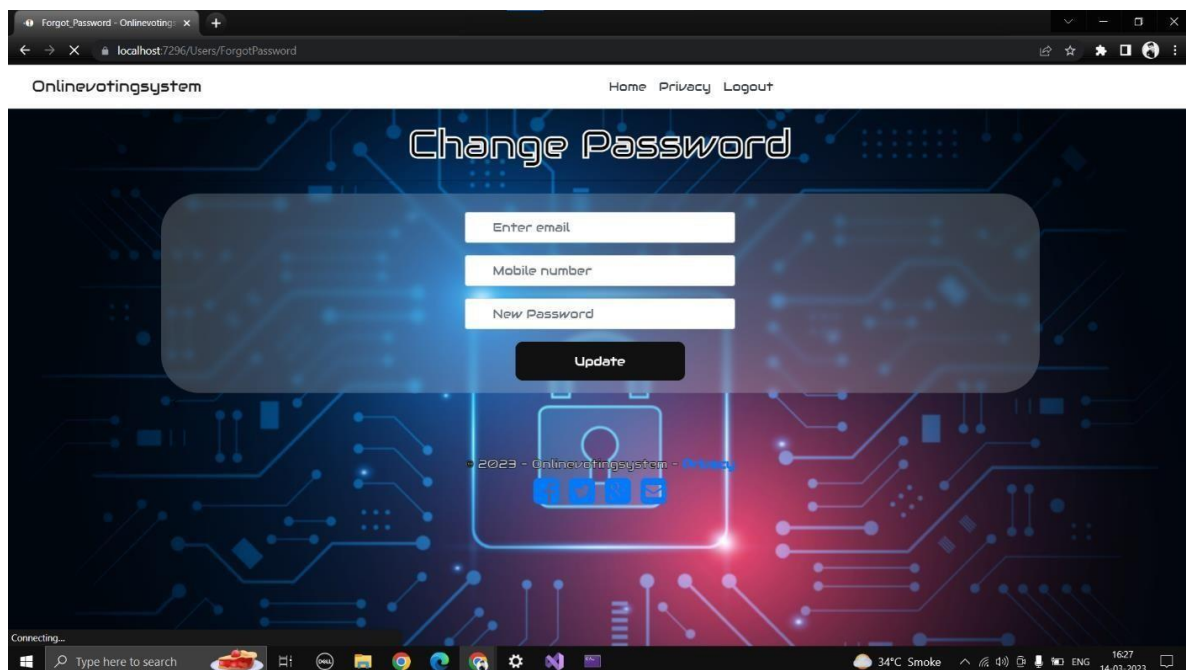 Forgot_Password - Onlinevoting
localhost:7296/Users/ForgotPassword
Onlinevotingsystem
Home Privacy Logout
Change Password
Enter email
Mobile number
New Password
Update
© 2023 - Onlinevotingsystem - Privacy
Connecting...
Type here to search
DELL
34°C Smoke
ENG
16:27
14-03-2023